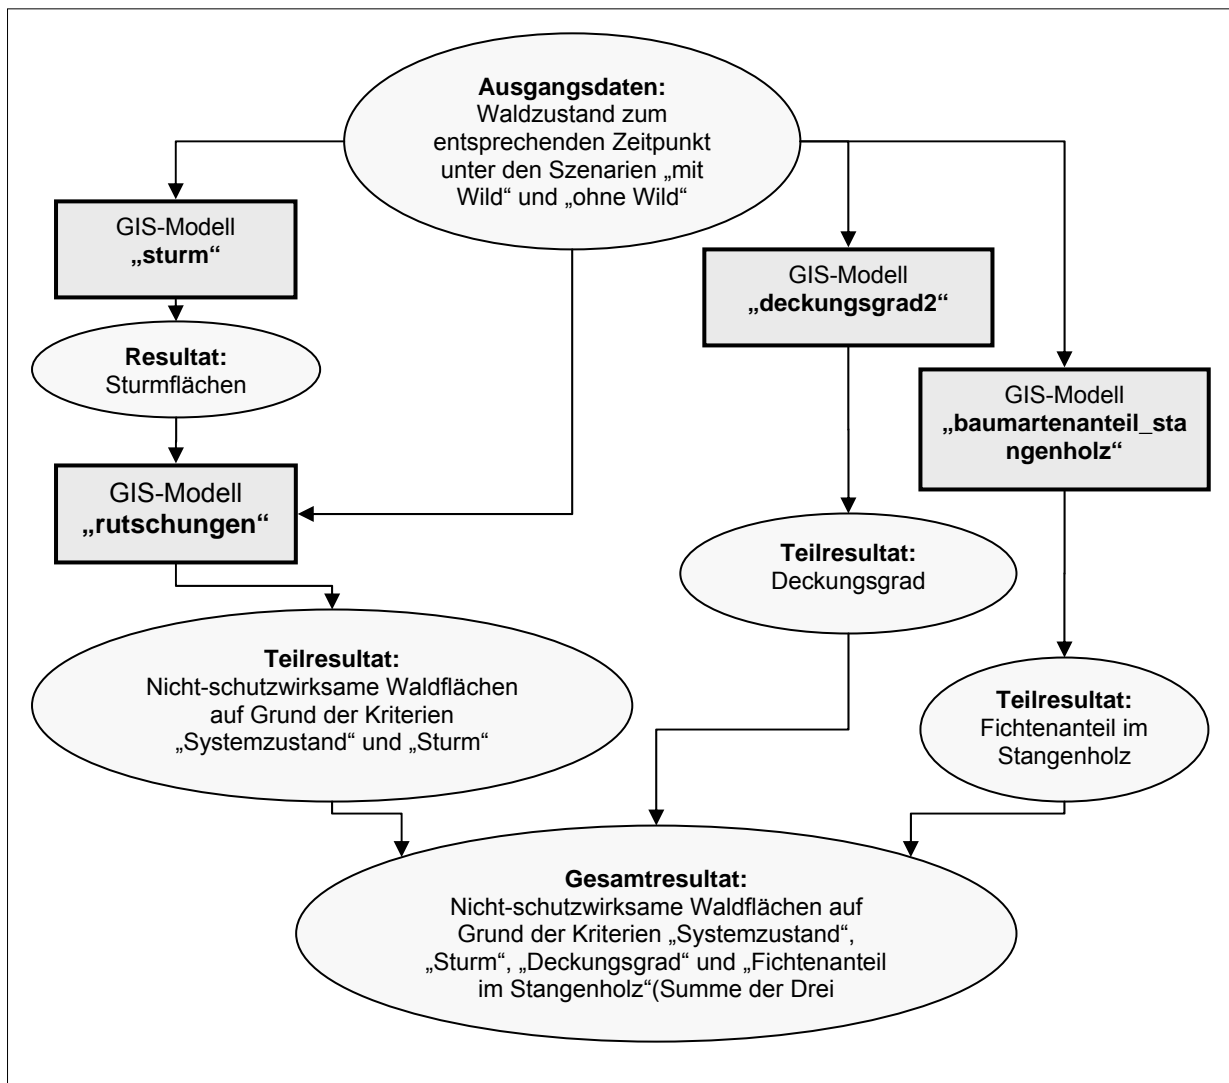 Ausgangsdaten:
Waldzustand zum
entsprechenden Zeitpunkt
unter den Szenarien „mit
Wild“ und „ohne Wild“
GIS-Modell
„sturm“
GIS-Modell
„deckungsgrad2“
Resultat:
Sturmflächen
GIS-Modell
„baumartenanteil_sta
ngenholz“
GIS-Modell
„rutschungen“
Teilresultat:
Deckungsgrad
Teilresultat:
Nicht-schutzwirksame Waldflächen
auf Grund der Kriterien
„Systemzustand“ und „Sturm“
Teilresultat:
Fichtenanteil im
Stangenholz
Gesamtresultat:
Nicht-schutzwirksame Waldflächen auf
Grund der Kriterien „Systemzustand“,
„Sturm“, „Deckungsgrad“ und „Fichtenanteil
im Stangenholz“(Summe der Drei